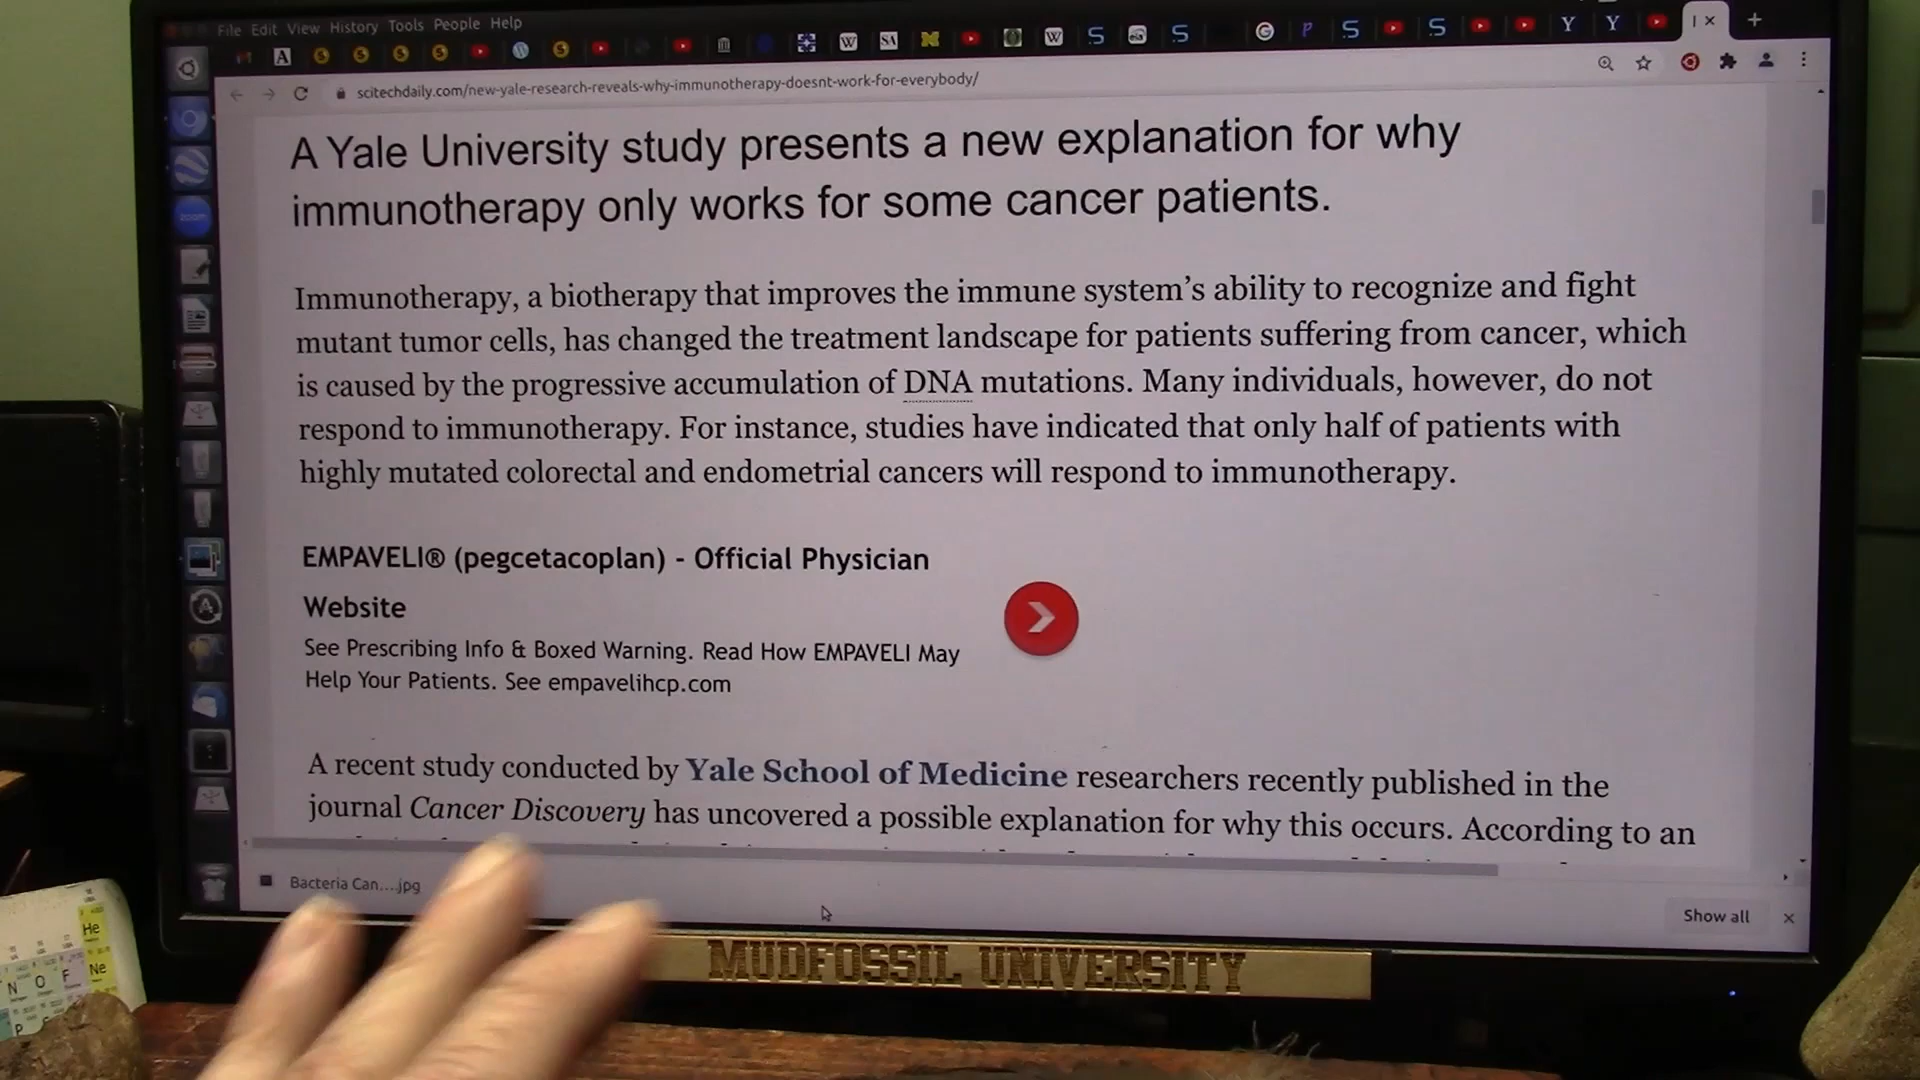 File Edit View History Tools People Help
scitechdaily.com/new-yale-research-reveals-why-immunotherapy-doesnt-work-for-everybody/
A Yale University study presents a new explanation for why
immunotherapy only works for some cancer patients.
Immunotherapy, a biotherapy that improves the immune system’s ability to recognize and fight
mutant tumor cells, has changed the treatment landscape for patients suffering from cancer, which
is caused by the progressive accumulation of DNA mutations. Many individuals, however, do not
respond to immunotherapy. For instance, studies have indicated that only half of patients with
highly mutated colorectal and endometrial cancers will respond to immunotherapy.
EMPAVELI® (pegcetacoplan) - Official Physician
Website
See Prescribing Info & Boxed Warning. Read How EMPAVELI May
Help Your Patients. See empavelihcp.com
A recent study conducted by Yale School of Medicine researchers recently published in the
journal Cancer Discovery has uncovered a possible explanation for why this occurs. According to an
Bacteria Can....jpg
Show all
MUDFOSSIL UNIVERSITY
zoom
He
N O F Ne
P